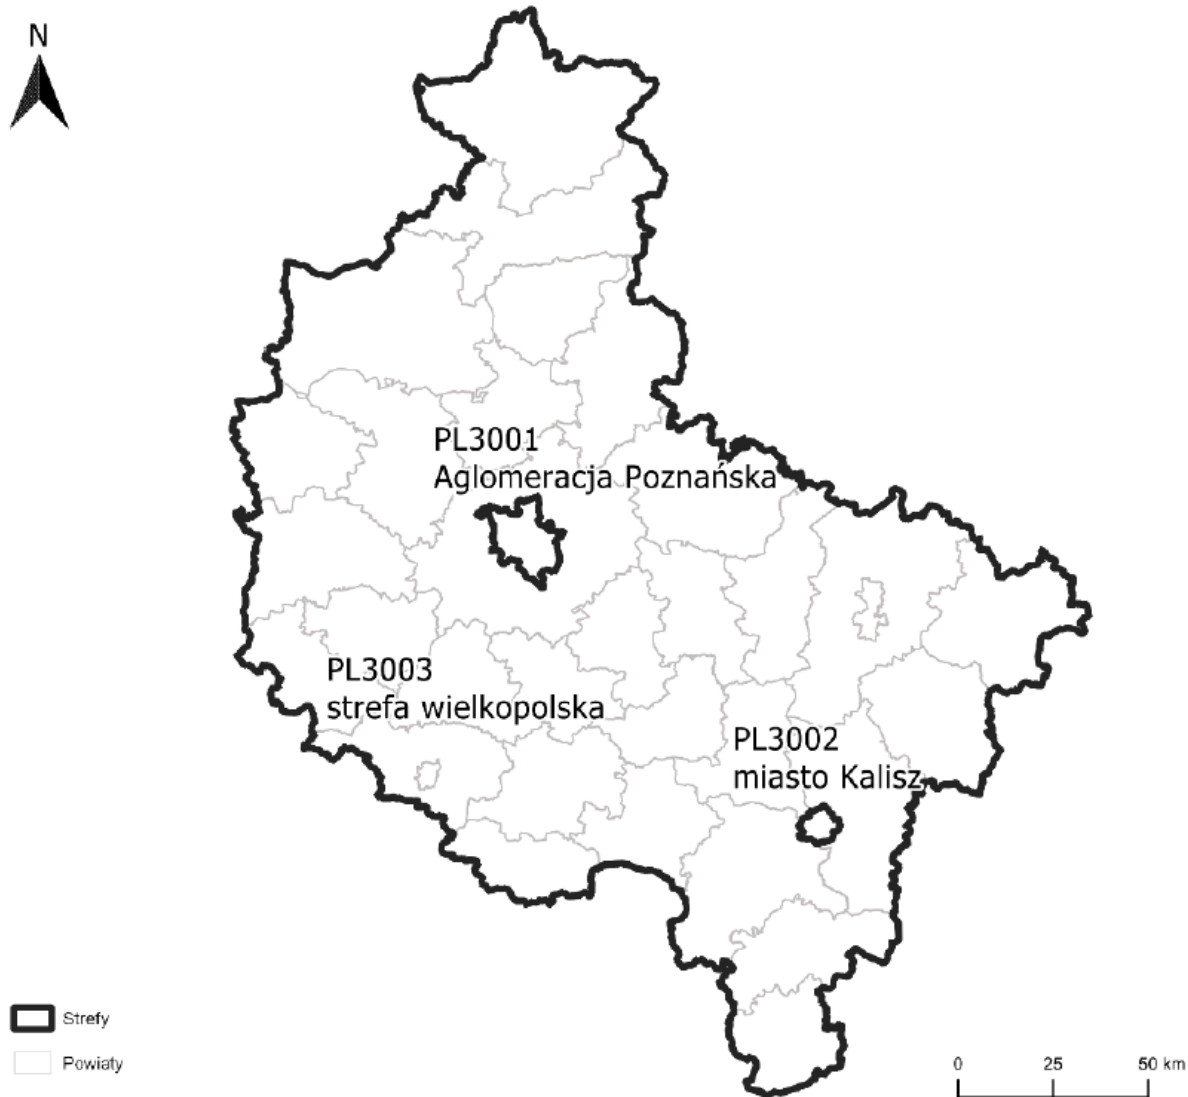 N
PL3001
Aglomeracja Poznańska
PL3003
strefa wielkopolska
PL3002
miasto Kalisz
Strefy
Powiaty
0 25 50 km